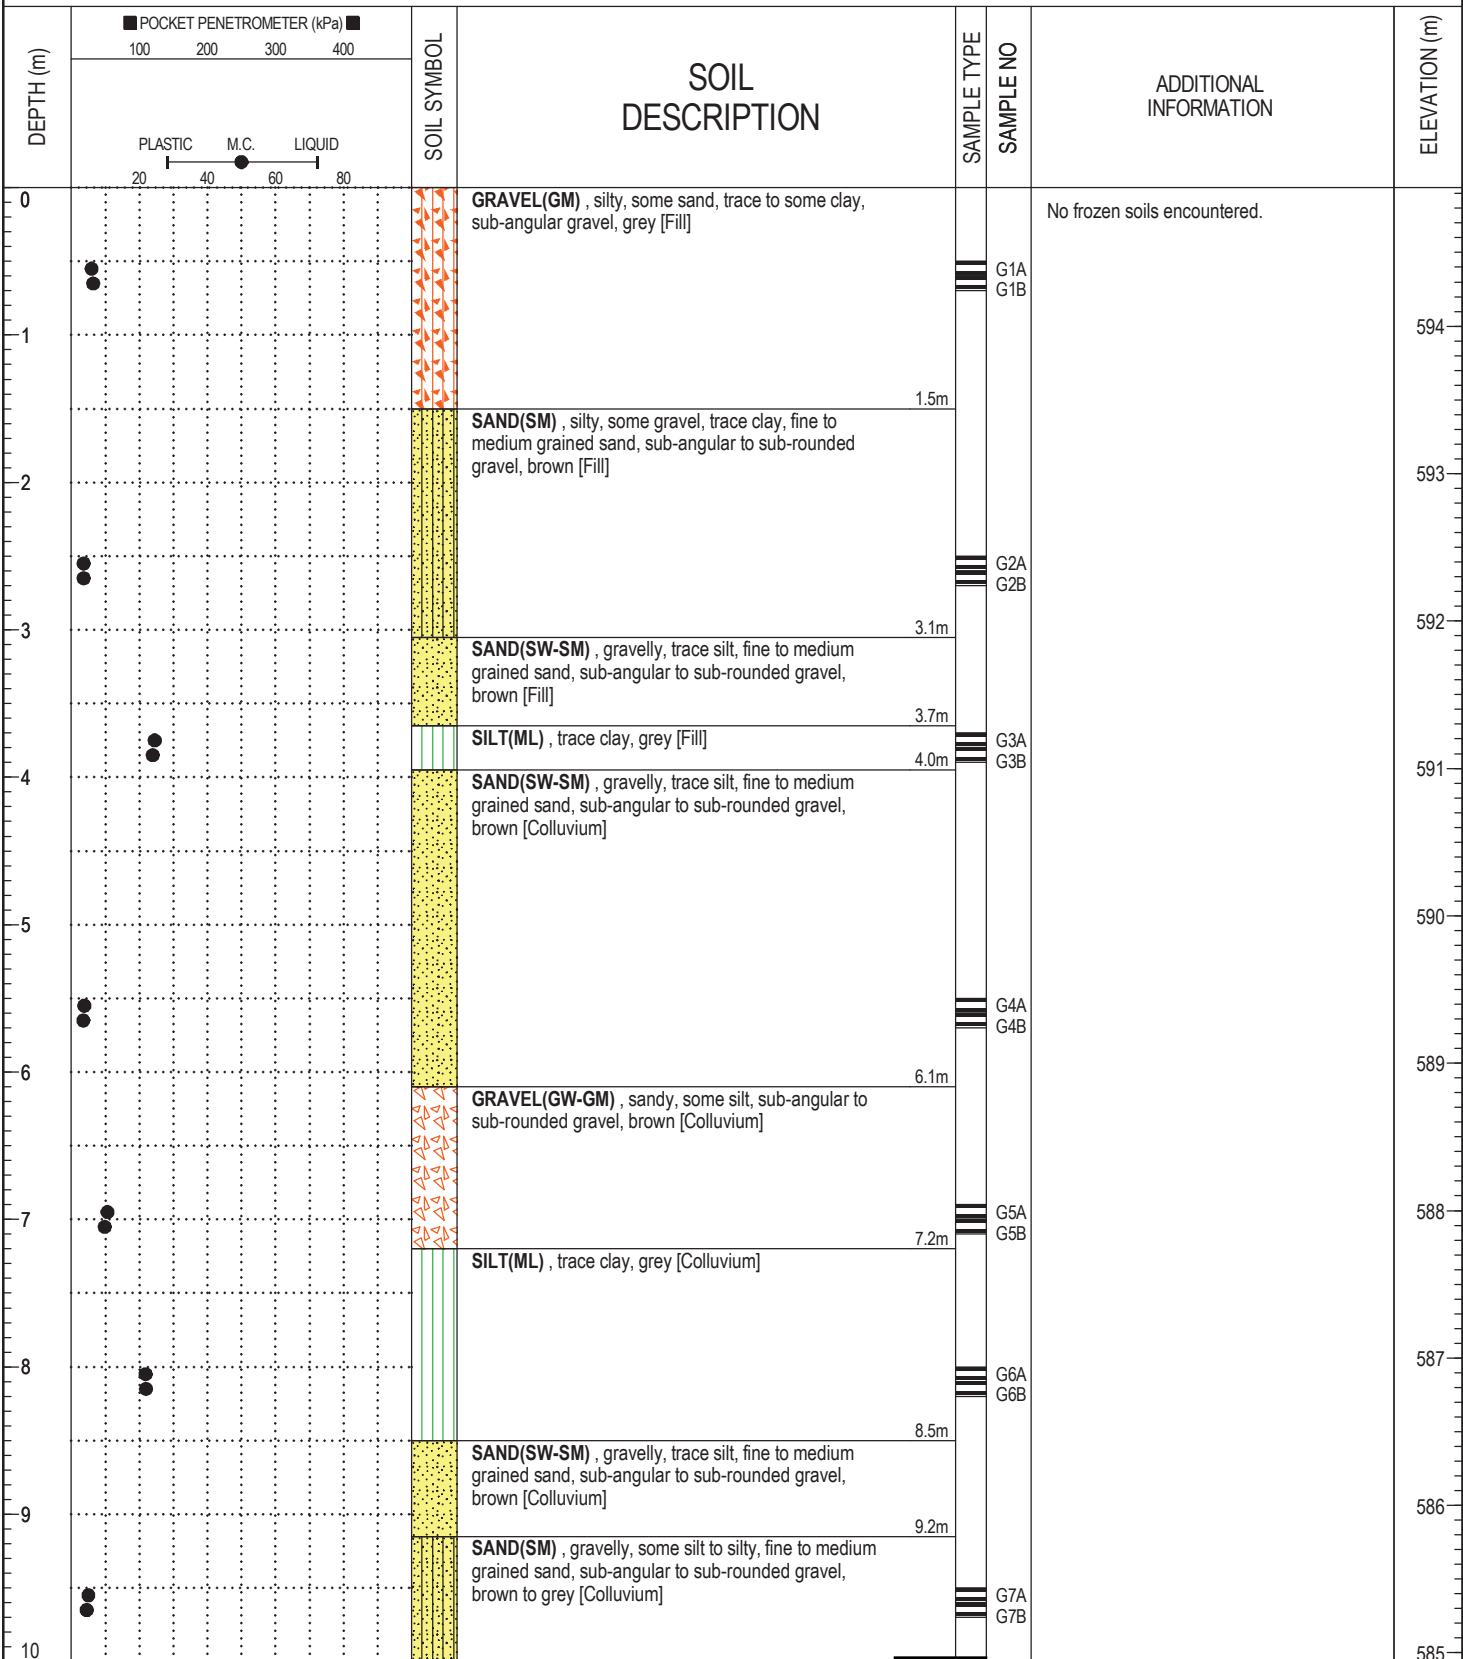 POCKET PENETROMETER (kPa)
100 200 300 400
DEPTH (m)
PLASTIC M.C. LIQUID
20 40 60 80
SOIL SYMBOL
SOIL
DESCRIPTION
SAMPLE TYPE
SAMPLE NO
ADDITIONAL
INFORMATION
ELEVATION (m)
0
GRAVEL(GM) , silty, some sand, trace to some clay,
sub-angular gravel, grey [Fill]
No frozen soils encountered.
G1A
G1B
1
594
1.5m
SAND(SM) , silty, some gravel, trace clay, fine to
medium grained sand, sub-angular to sub-rounded
gravel, brown [Fill]
2
593
G2A
G2B
3
592
3.1m
SAND(SW-SM) , gravelly, trace silt, fine to medium
grained sand, sub-angular to sub-rounded gravel,
brown [Fill]
3.7m
SILT(ML) , trace clay, grey [Fill]
G3A
4.0m
G3B
4
591
SAND(SW-SM) , gravelly, trace silt, fine to medium
grained sand, sub-angular to sub-rounded gravel,
brown [Colluvium]
5
590
G4A
G4B
6
589
6.1m
GRAVEL(GW-GM) , sandy, some silt, sub-angular to
sub-rounded gravel, brown [Colluvium]
7
588
G5A
G5B
7.2m
SILT(ML) , trace clay, grey [Colluvium]
8
587
G6A
G6B
8.5m
SAND(SW-SM) , gravelly, trace silt, fine to medium
grained sand, sub-angular to sub-rounded gravel,
brown [Colluvium]
9
586
9.2m
SAND(SM) , gravelly, some silt to silty, fine to medium
grained sand, sub-angular to sub-rounded gravel,
brown to grey [Colluvium]
G7A
G7B
10
585